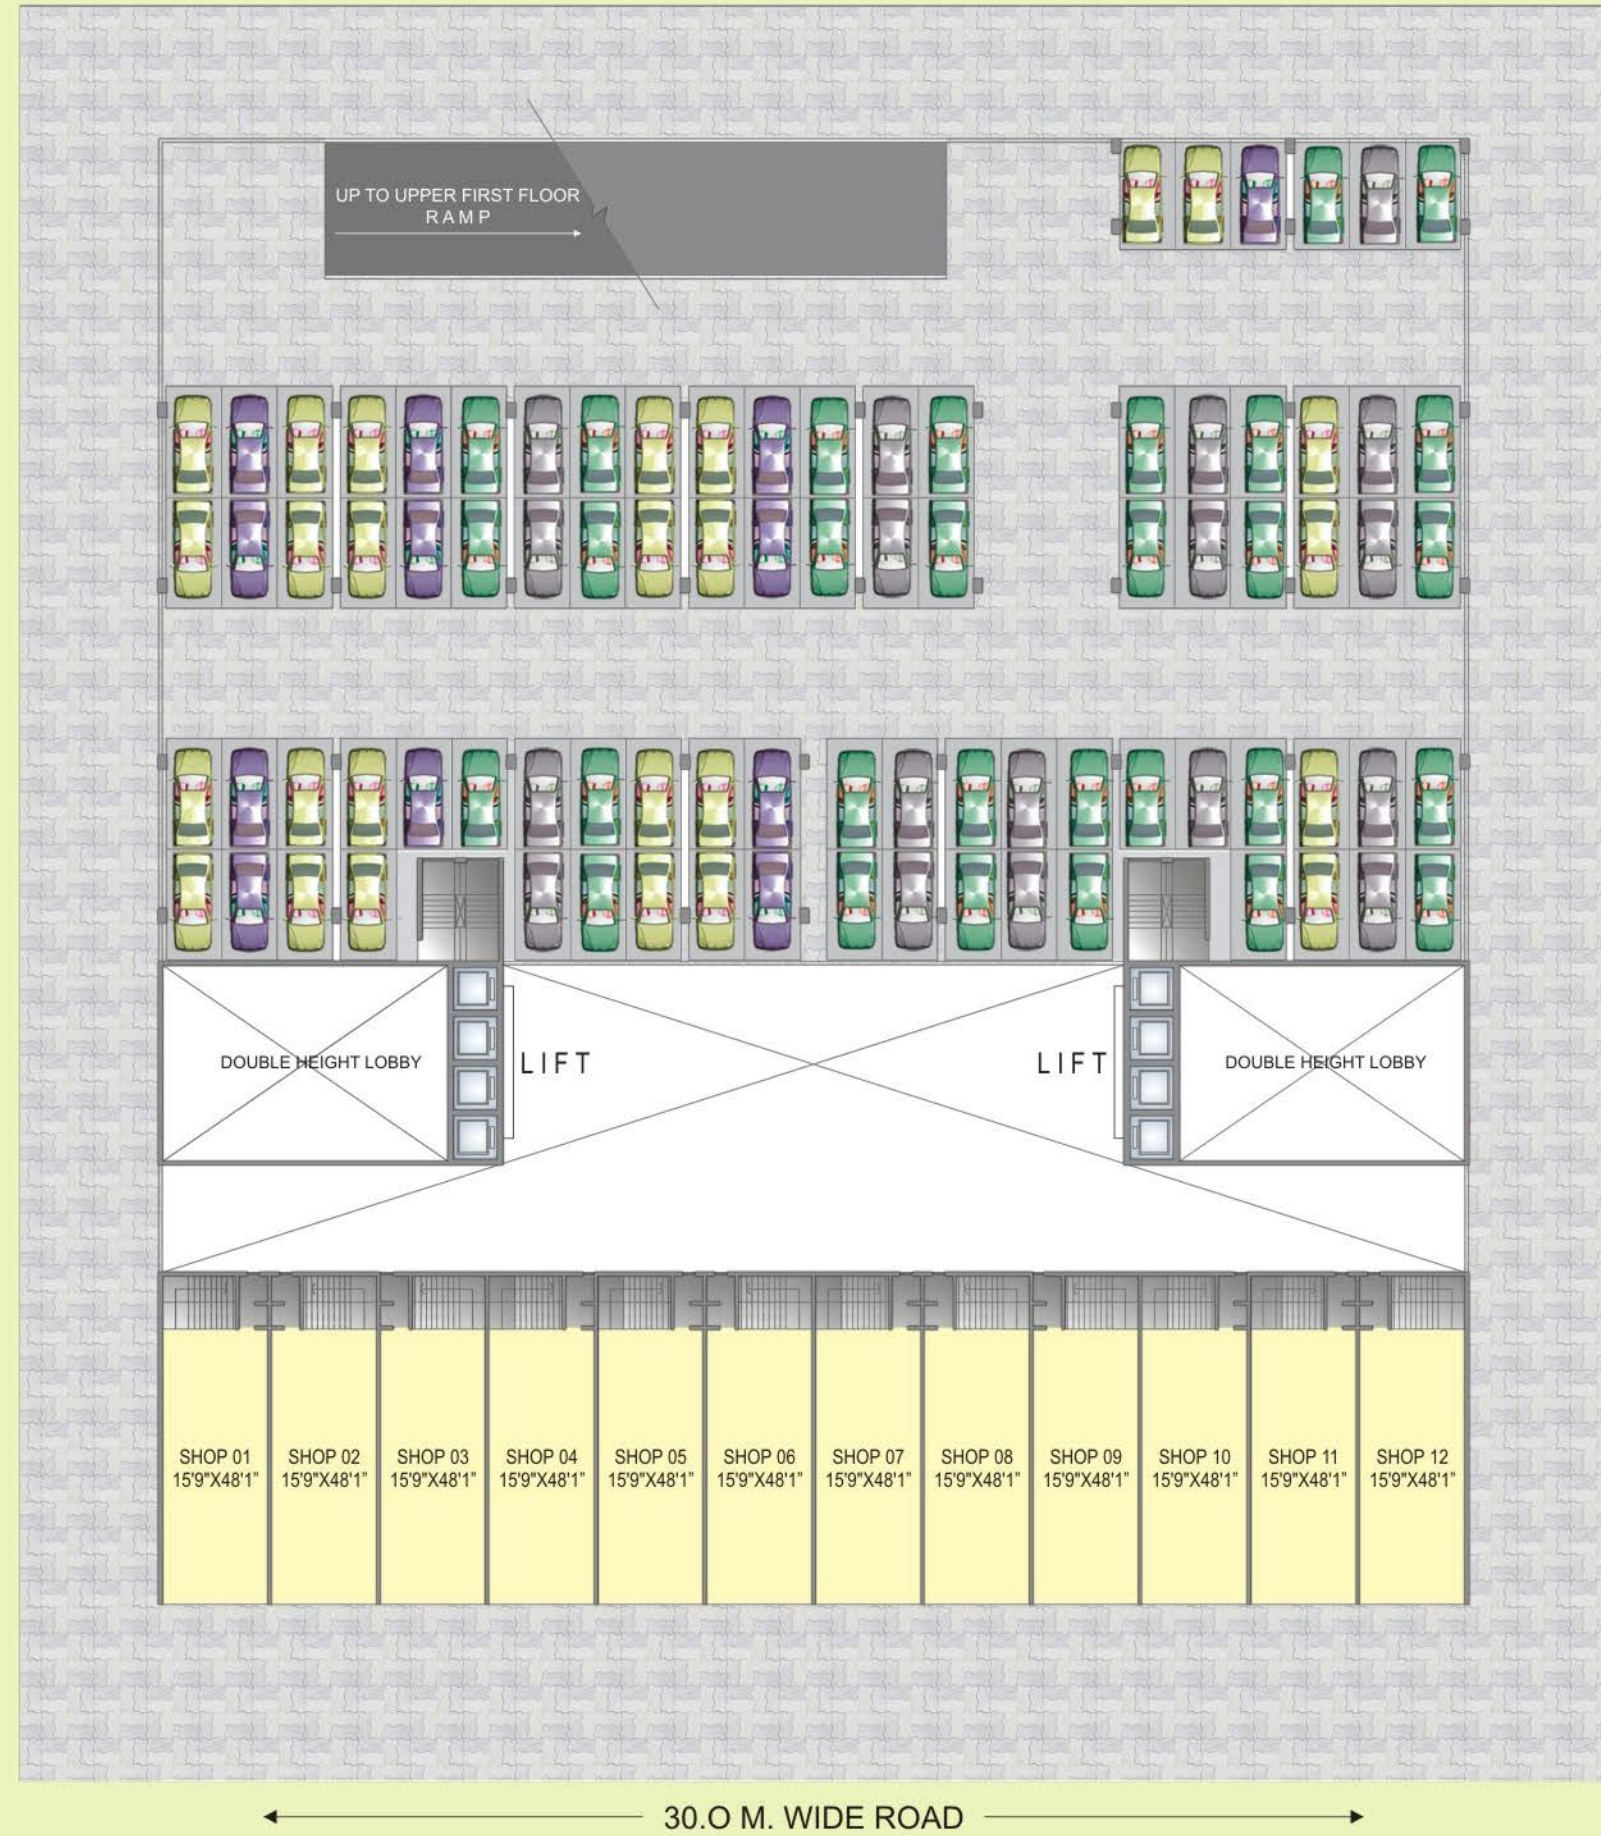 UP TO UPPER FIRST FLOOR
RAMP
DOUBLE HEIGHT LOBBY
LIFT
LIFT
DOUBLE HEIGHT LOBBY
SHOP 01
15'9"X48'1"
SHOP 02
15'9"X48'1"
SHOP 03
15'9"X48'1"
SHOP 04
15'9"X48'1"
SHOP 05
15'9"X48'1"
SHOP 06
15'9"X48'1"
SHOP 07
15'9"X48'1"
SHOP 08
15'9"X48'1"
SHOP 09
15'9"X48'1"
SHOP 10
15'9"X48'1"
SHOP 11
15'9"X48'1"
SHOP 12
15'9"X48'1"
30.O M. WIDE ROAD